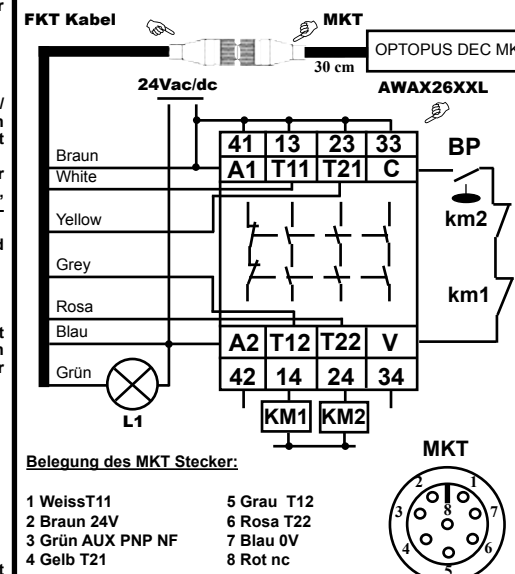 FKT Kabel
MKT
30 cm
OPTOPUS DEC MK
24Vac/dc
AWAX26XXL
41 13 23 33
A1 T11 T21 C
BP
Braun
White
km2
Yellow
Grey
km1
Rosa
Blau
A2 T12 T22 V
Grün
42 14 24 34
L1
KM1 KM2
MKT
Belegung des MKT Stecker:
1 WeissT11
2 Braun 24V
3 Grün AUX PNP NF
4 Gelb T21
5 Grau T12
6 Rosa T22
7 Blau 0V
8 Rot nc
2 1
3 8 7
4 6
5